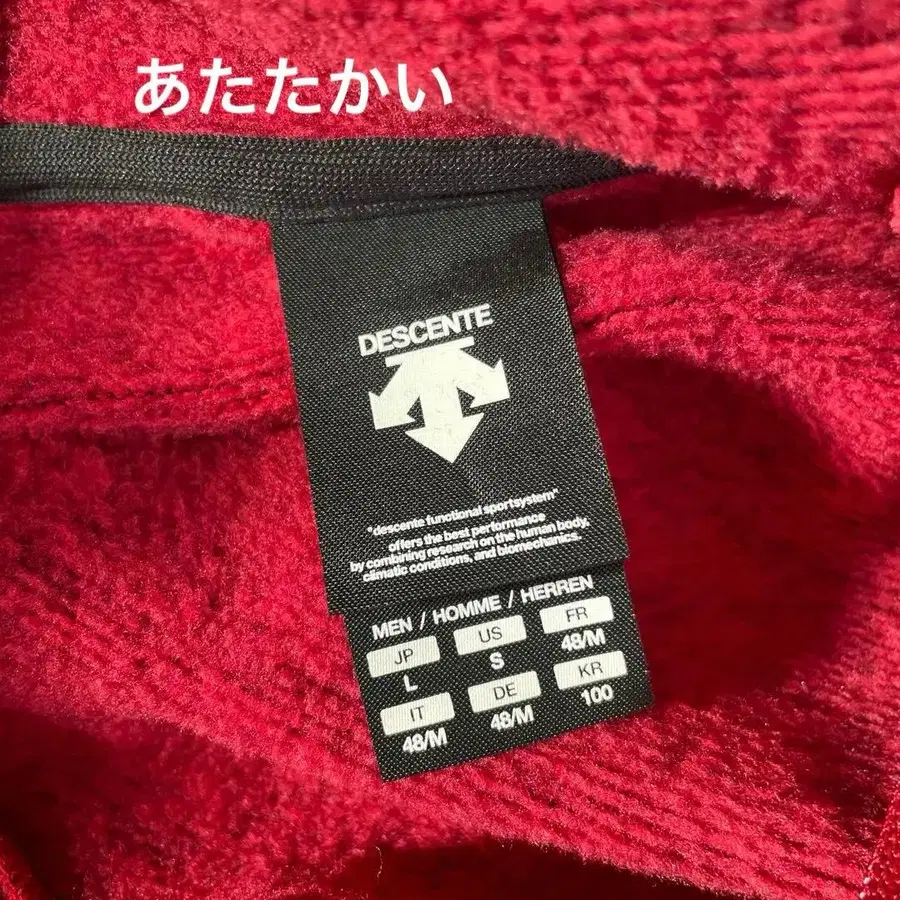 あたたかい
DESCENTE
"descente functional sportsystem"
offers the best performance
by combining research on the human body,
climatic conditions, and biomechanics.
MEN / HOMME / HERREN
JP US FR
L S 48/M
IT DE KR
48/M 48/M 100